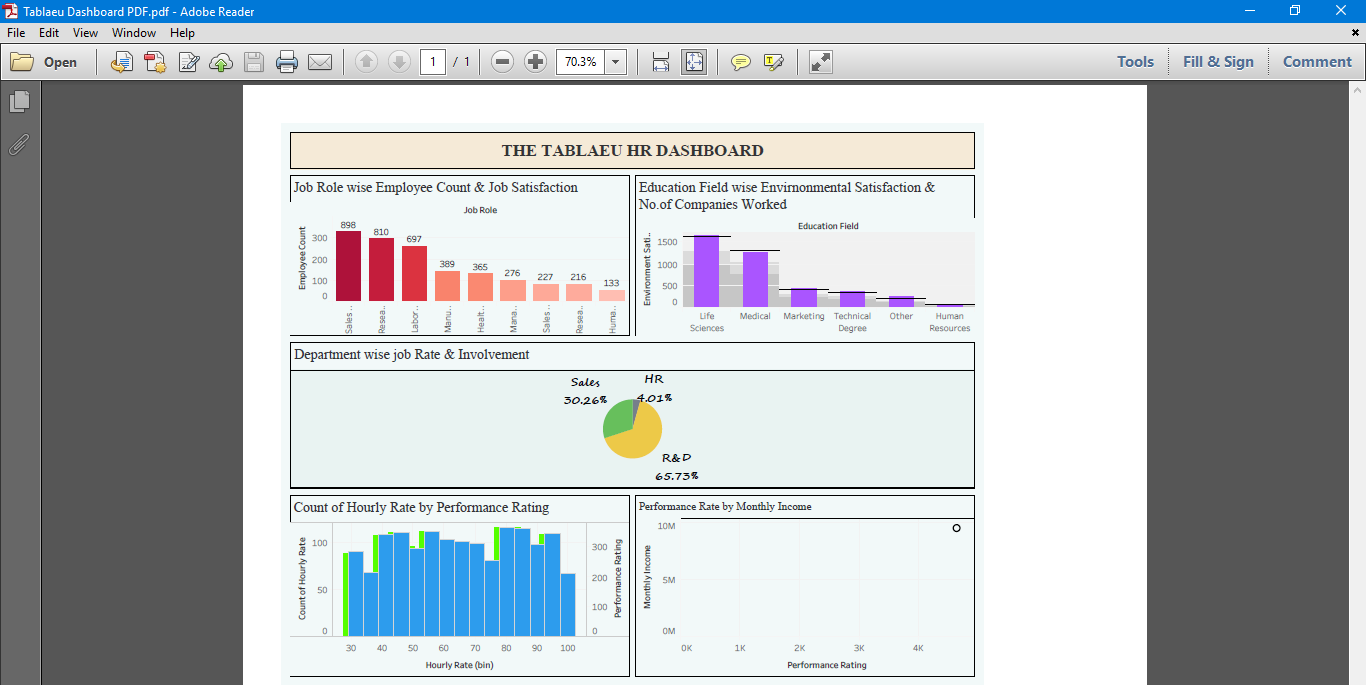 Tablaeu Dashboard PDF.pdf - Adobe Reader
File Edit View Window Help
Open 1 / 1 70.3% Tools Fill & Sign Comment
THE TABLAEU HR DASHBOARD
Job Role wise Employee Count & Job Satisfaction
Job Role
Employee Count
300
200
100
0
898 810 697 389 365 276 227 216 133
Sales .. Resea.. Labor.. Manu.. Healt.. Mana.. Sales .. Resea.. Huma..
Education Field wise Envirnonmental Satisfaction &
No.of Companies Worked
Education Field
Environment Sati..
1500
1000
500
0
Life Sciences Medical Marketing Technical Degree Other Human Resources
Department wise job Rate & Involvement
Sales
30.26%
HR
4.01%
R&D
65.73%
Count of Hourly Rate by Performance Rating
Count of Hourly Rate
100
50
0
300
200
100
0
Performance Rating
30 40 50 60 70 80 90 100
Hourly Rate (bin)
Performance Rate by Monthly Income
Monthly Income
10M
5M
0M
0K 1K 2K 3K 4K
Performance Rating